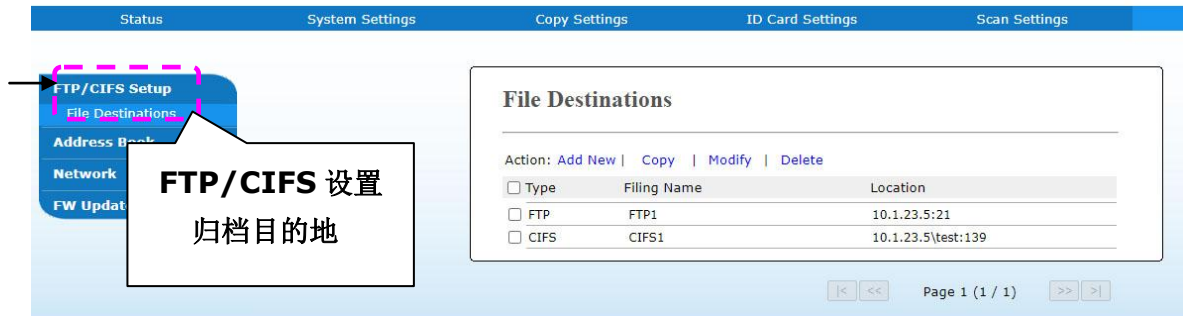 Status System Settings Copy Settings ID Card Settings Scan Settings
FTP/CIFS Setup
File Destinations
Address Book
Network
FW Updat
FTP/CIFS 设置
归档目的地
File Destinations
Action: Add New | Copy | Modify | Delete
Type Filing Name Location
FTP FTP1 10.1.23.5:21
CIFS CIFS1 10.1.23.5\test:139
|< << Page 1 (1 / 1) >> >|